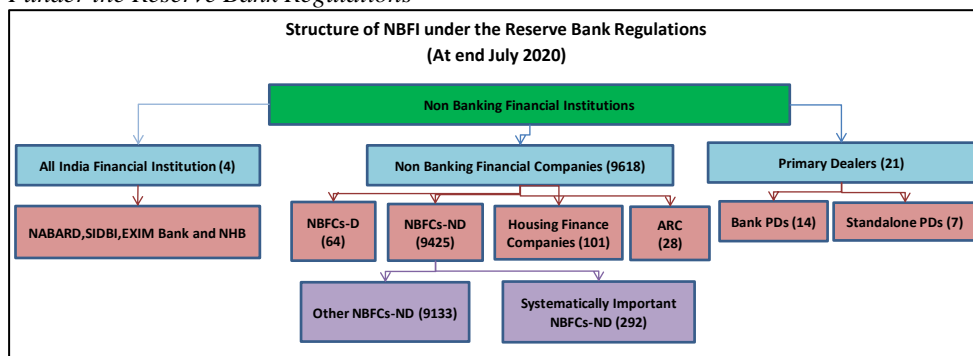 under the Reserve Bank Regulations
Structure of NBFI under the Reserve Bank Regulations
(At end July 2020)
Non Banking Financial Institutions
All India Financial Institution (4)
Non Banking Financial Companies (9618)
Primary Dealers (21)
NABARD,SIDBI,EXIM Bank and NHB
NBFCs-D
(64)
NBFCs-ND
(9425)
Housing Finance
Companies (101)
ARC
(28)
Bank PDs (14)
Standalone PDs (7)
Other NBFCs-ND (9133)
Systematically Important
NBFCs-ND (292)